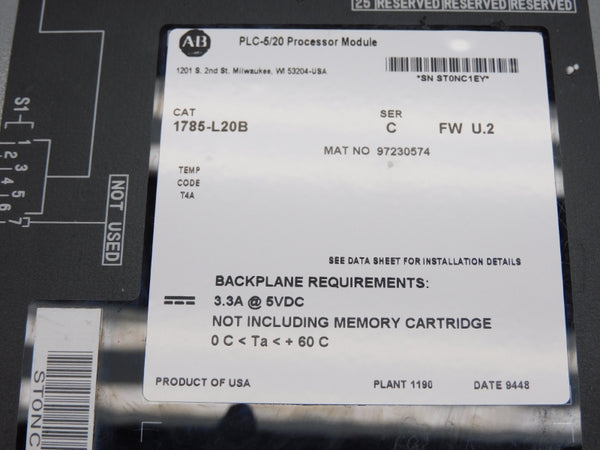 25 RESERVED RESERVED RESERVED
AB
PLC-5/20 Processor Module
1201 S. 2nd St. Milwaukee, WI 53204-USA
*SN ST0NC1EY*
CAT
SER
1785-L20B
C
FW U.2
MAT NO 97230574
TEMP
CODE
T4A
SEE DATA SHEET FOR INSTALLATION DETAILS
BACKPLANE REQUIREMENTS:
3.3A @ 5VDC
NOT INCLUDING MEMORY CARTRIDGE
0 C < Ta < + 60 C
PRODUCT OF USA
PLANT 1190
DATE 9448
S1
1
2
3
4
5
6
7
NOT USED
ST0NC